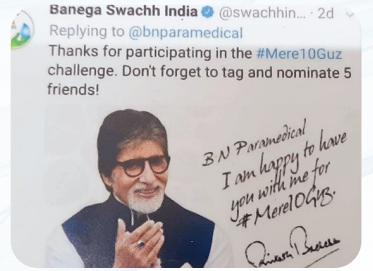 Banega Swachh India @swachhin... · 2d
Replying to @bnparamedical
Thanks for participating in the #Mere10Guz
challenge. Don't forget to tag and nominate 5
friends!
B N Paramedical
I am happy to have
you with me for
#Mere10Guz.